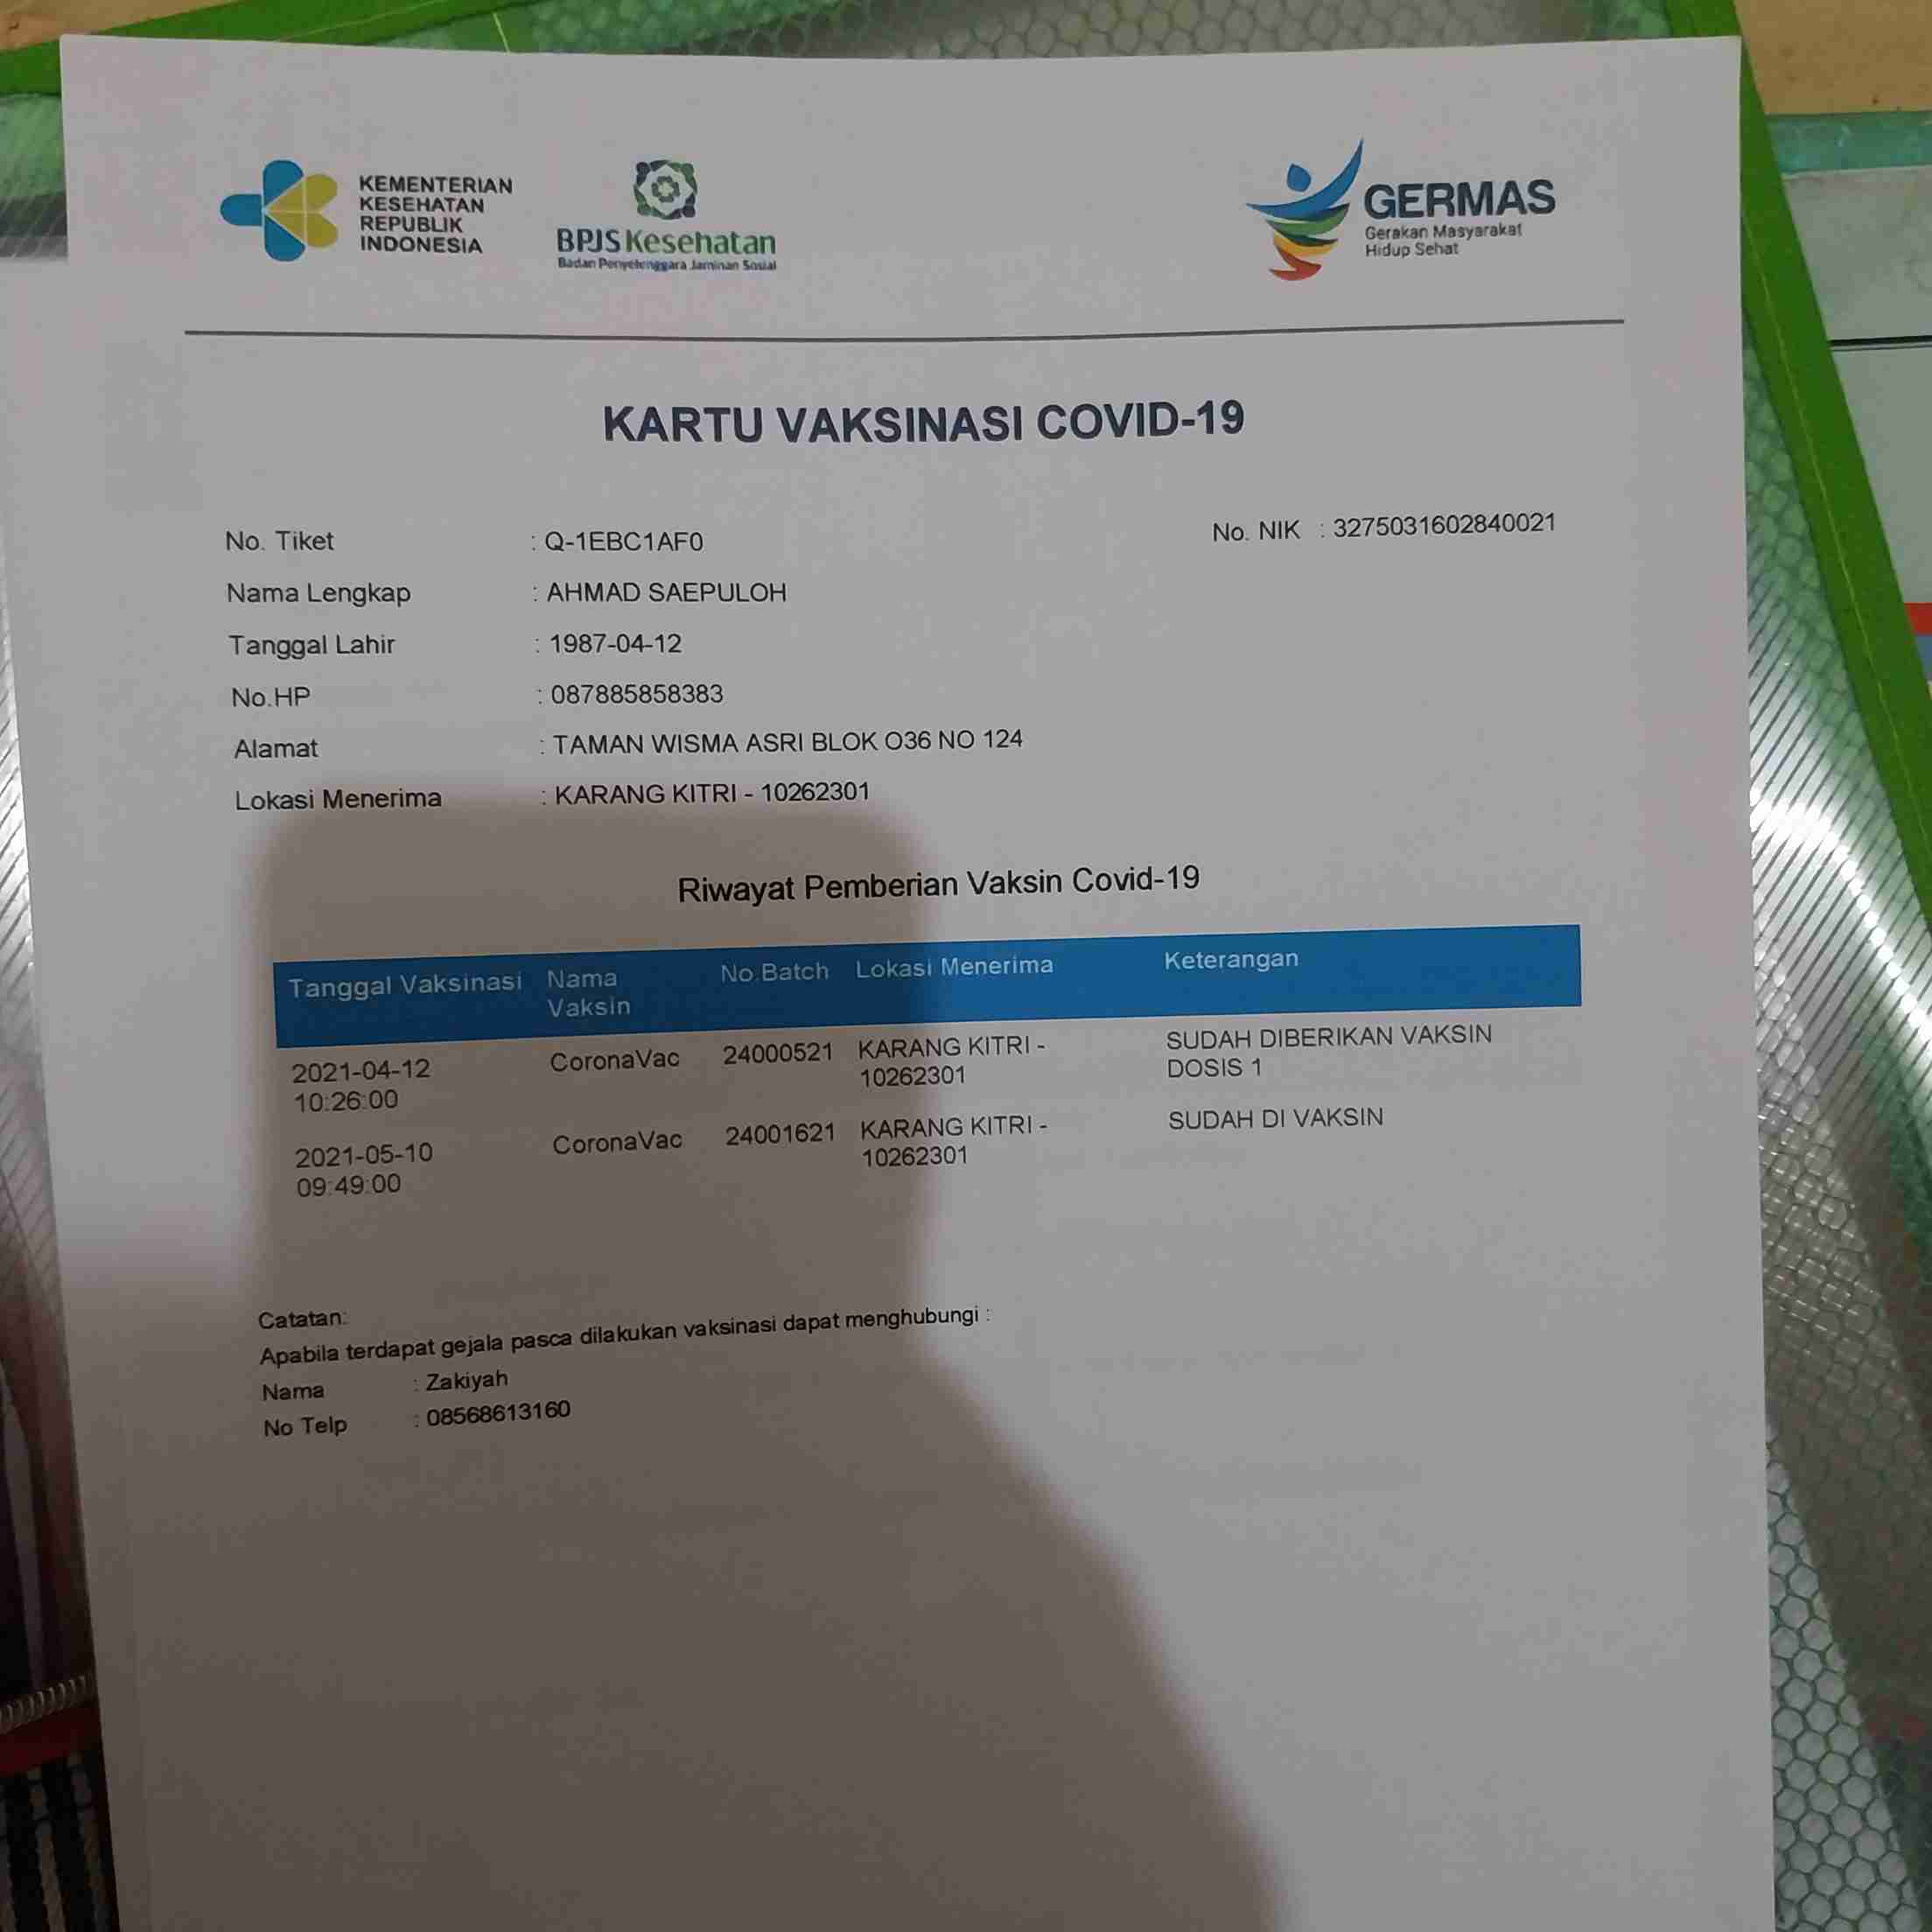 KEMENTERIAN
KESEHATAN
REPUBLIK
INDONESIA
BPJS Kesehatan
Badan Penyelenggara Jaminan Sosial
GERMAS
Gerakan Masyarakat
Hidup Sehat
KARTU VAKSINASI COVID-19
No. Tiket : Q-1EBC1AF0 No. NIK : 3275031602840021
Nama Lengkap : AHMAD SAEPULOH
Tanggal Lahir : 1987-04-12
No.HP : 087885858383
Alamat : TAMAN WISMA ASRI BLOK O36 NO 124
Lokasi Menerima : KARANG KITRI - 10262301
Riwayat Pemberian Vaksin Covid-19
Tanggal Vaksinasi Nama Vaksin No.Batch Lokasi Menerima Keterangan
2021-04-12 10:26:00 CoronaVac 24000521 KARANG KITRI - 10262301 SUDAH DIBERIKAN VAKSIN DOSIS 1
2021-05-10 09:49:00 CoronaVac 24001621 KARANG KITRI - 10262301 SUDAH DI VAKSIN
Catatan:
Apabila terdapat gejala pasca dilakukan vaksinasi dapat menghubungi :
Nama : Zakiyah
No Telp : 08568613160